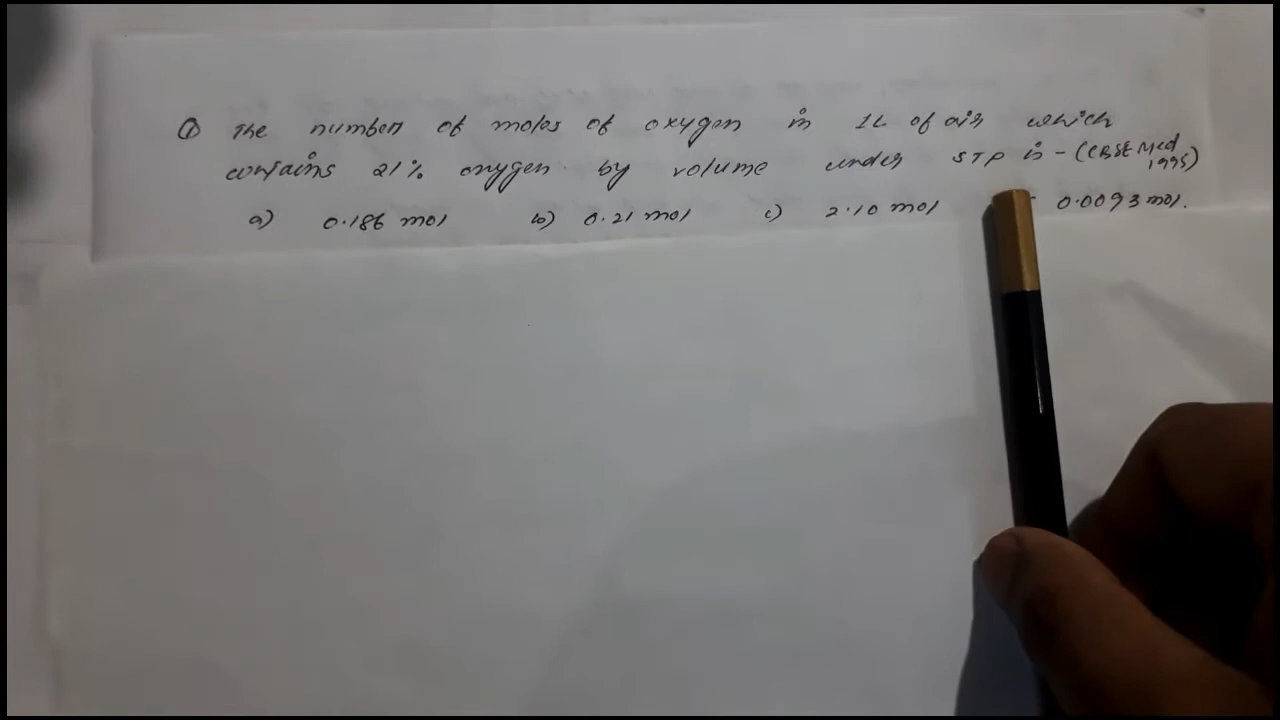 ① The number of moles of oxygen in 1L of air which
contains 21% oxygen by volume under STP is - (CBSE Med 1995)
a) 0.186 mol b) 0.21 mol c) 2.10 mol 0.0093 mol.